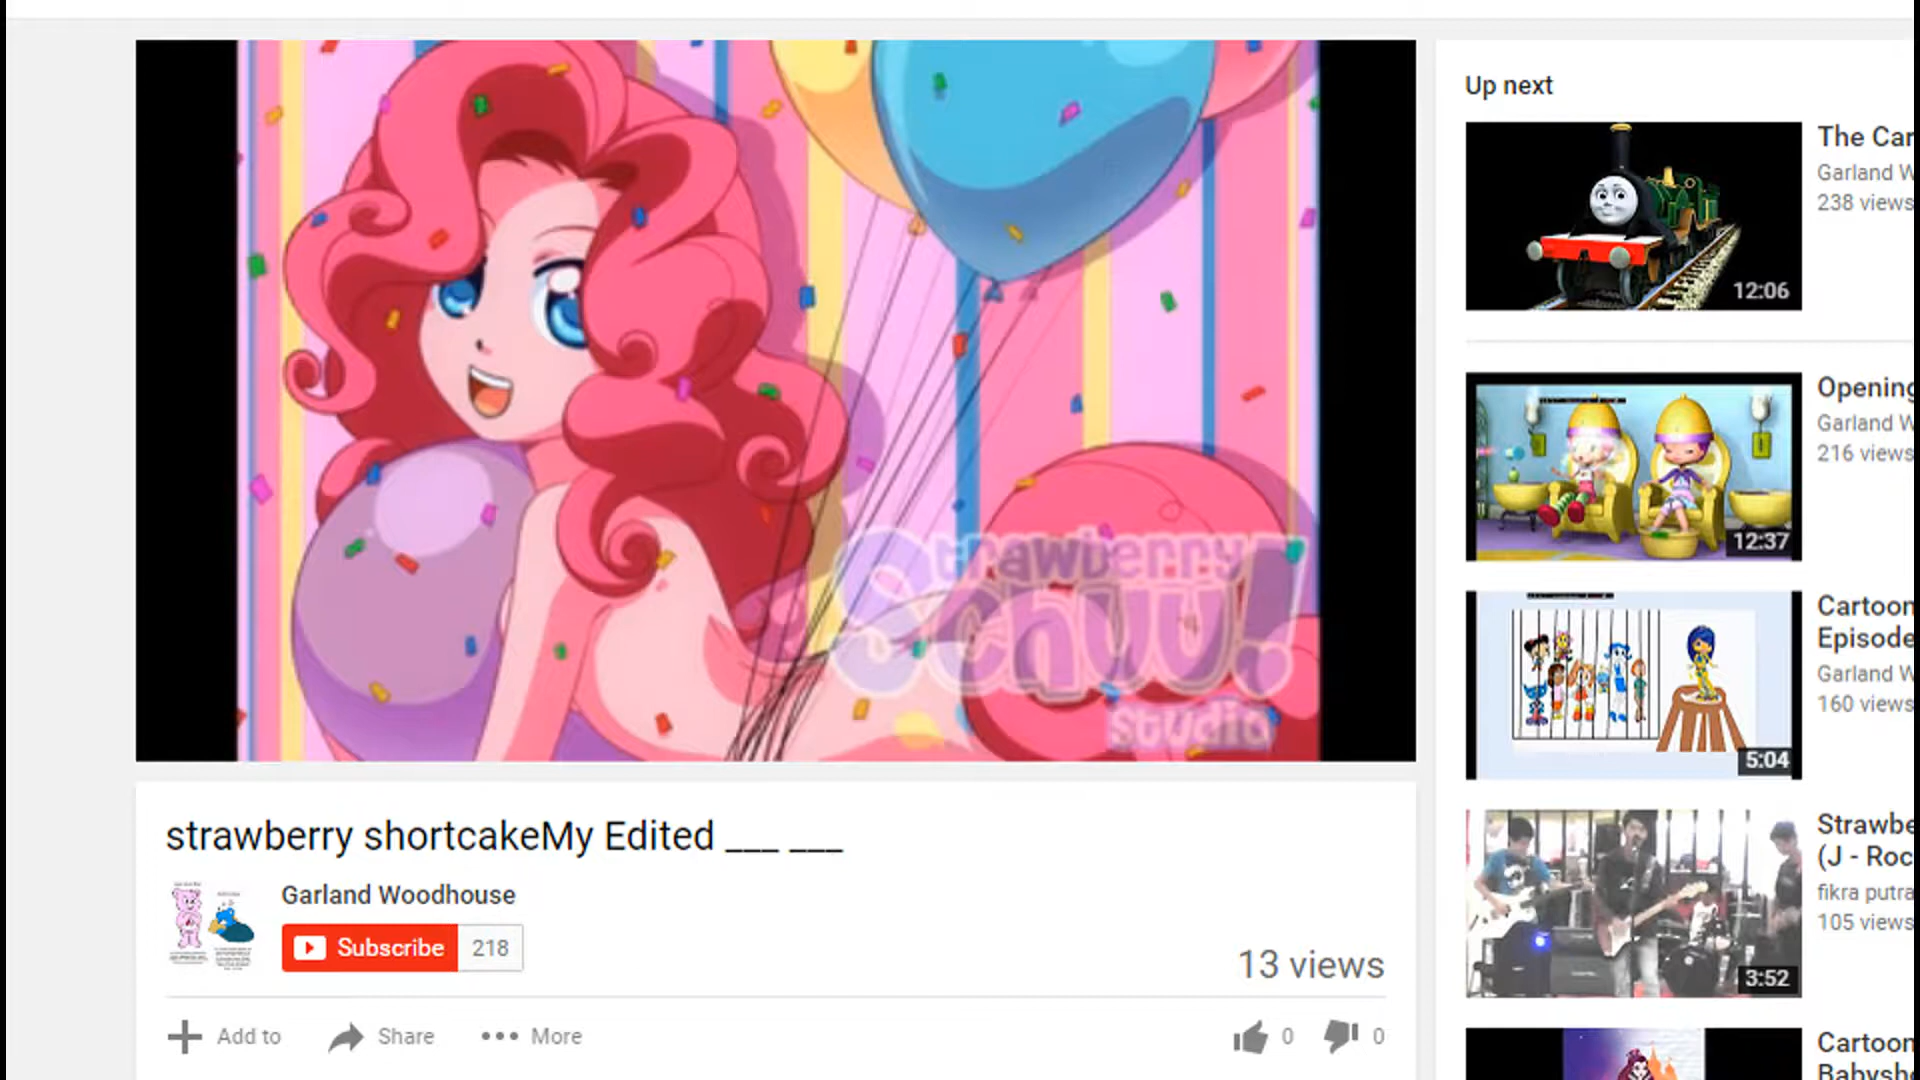 Strawberry
Schuu!
Studio
strawberry shortcakeMy Edited ___ ___
Garland Woodhouse
Subscribe 218
13 views
Add to Share More 0 0
Up next
The Car
Garland W
238 views
12:06
Opening
Garland W
216 views
12:37
Cartoon
Episode
Garland W
160 views
5:04
Strawbe
(J - Roc
fikra putra
105 views
3:52
Cartoon
Babysho